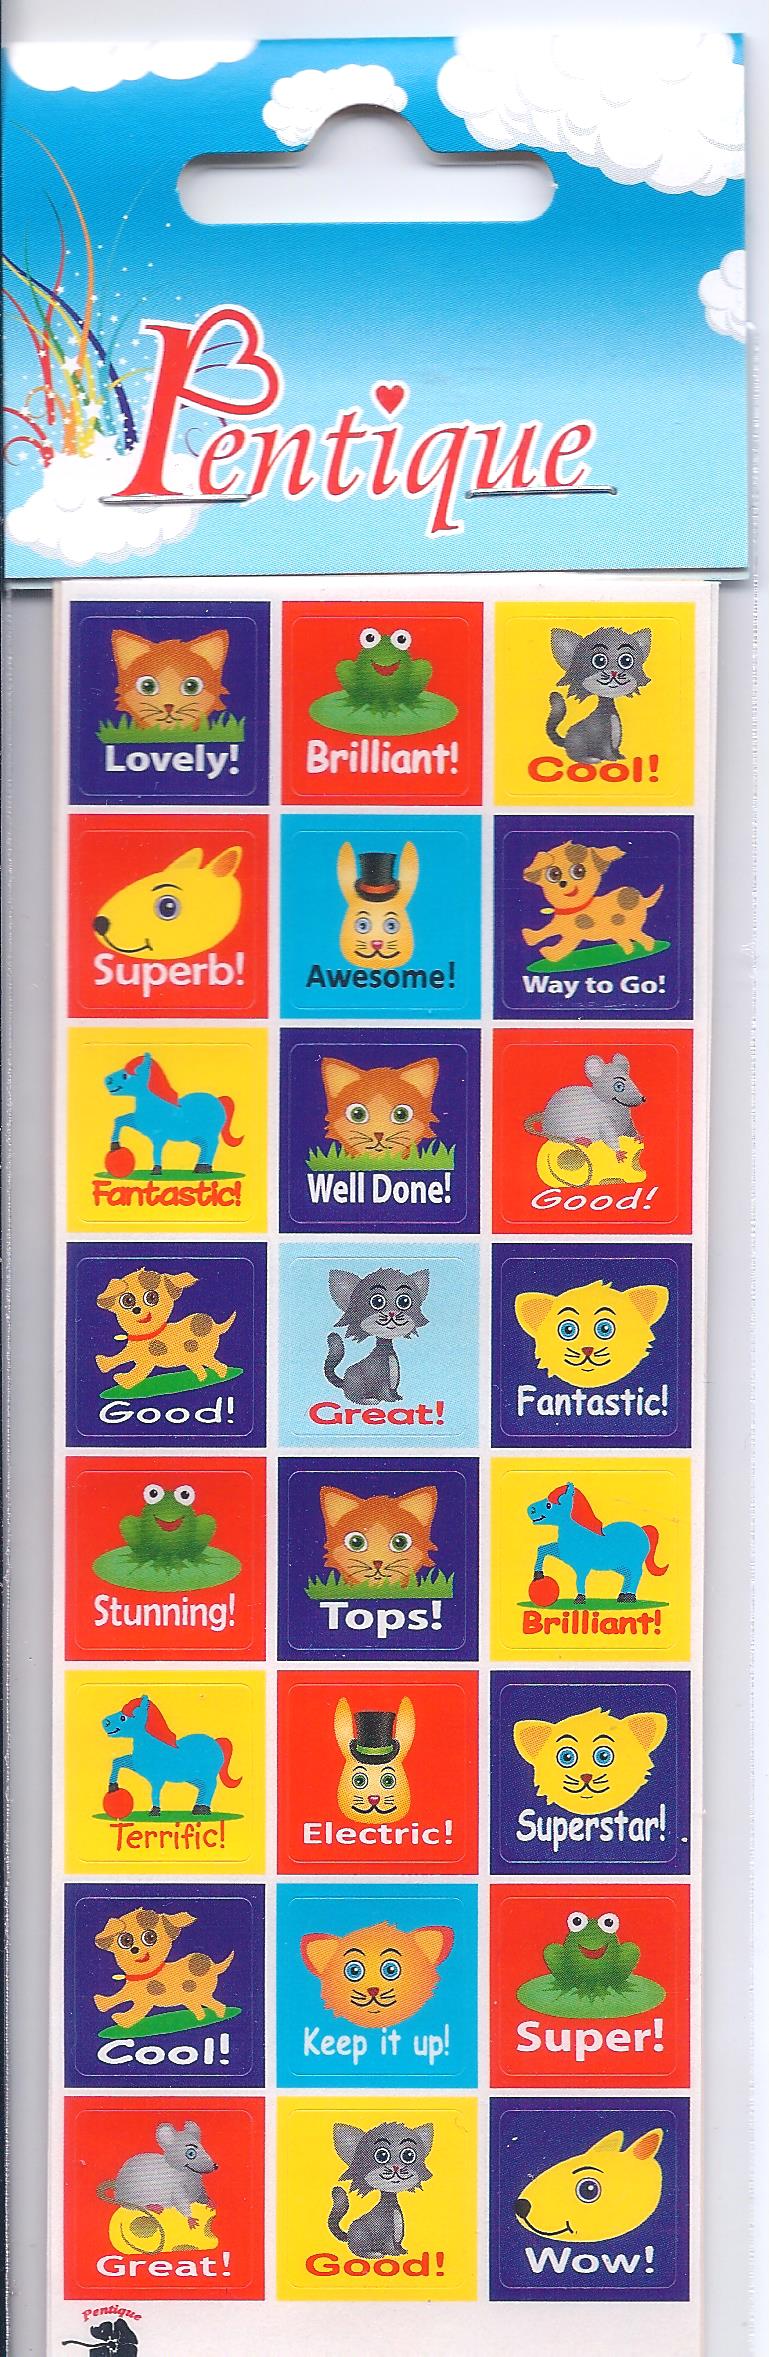 Pentique
Lovely! Brilliant! Cool!
Superb! Awesome! Way to Go!
Fantastic! Well Done! Good!
Good! Great! Fantastic!
Stunning! Tops! Brilliant!
Terrific! Electric! Superstar!
Cool! Keep it up! Super!
Great! Good! Wow!
Pentique